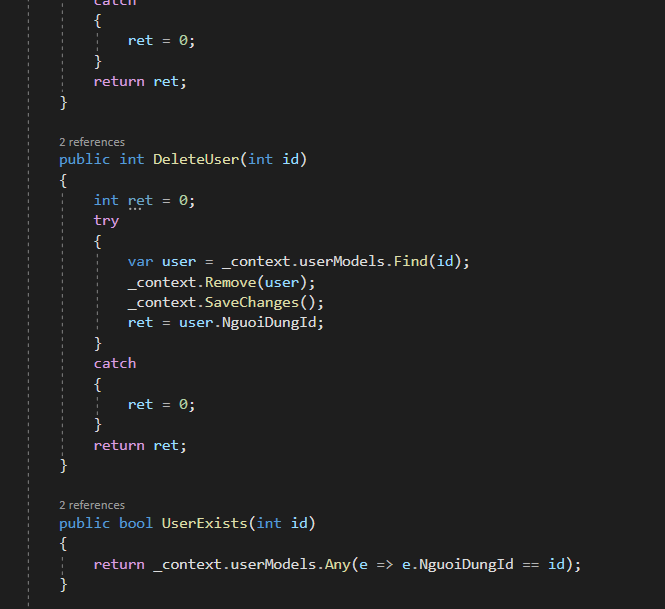 catch
{
ret = 0;
}
return ret;
}
2 references
public int DeleteUser(int id)
{
int ret = 0;
try
{
var user = _context.userModels.Find(id);
_context.Remove(user);
_context.SaveChanges();
ret = user.NguoiDungId;
}
catch
{
ret = 0;
}
return ret;
}
2 references
public bool UserExists(int id)
{
return _context.userModels.Any(e => e.NguoiDungId == id);
}